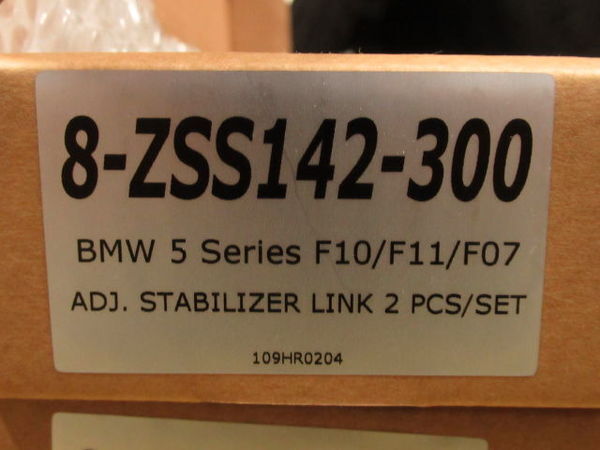 8-ZSS142-300
BMW 5 Series F10/F11/F07
ADJ. STABILIZER LINK 2 PCS/SET
109HR0204